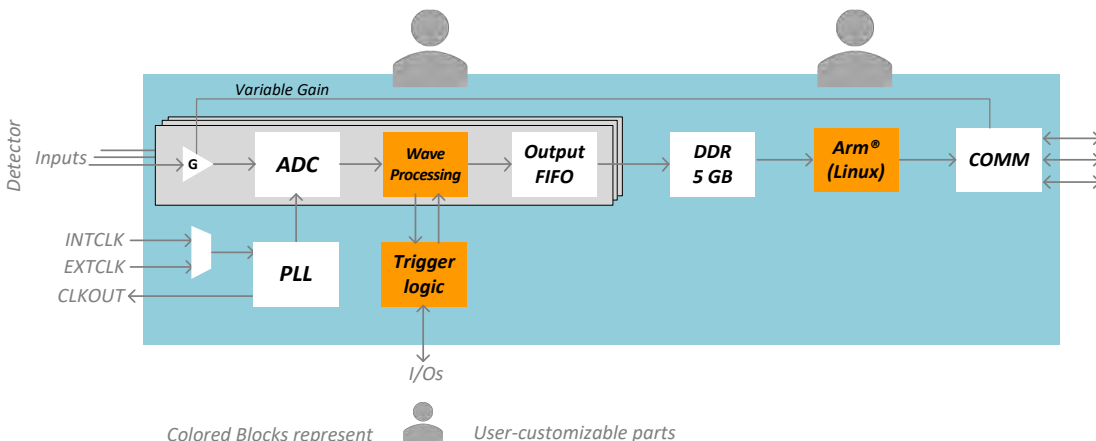 Variable Gain
Detector
Inputs
G
ADC
Wave
Processing
Output
FIFO
DDR
5 GB
Arm®
(Linux)
COMM
INTCLK
EXTCLK
CLKOUT
PLL
Trigger
logic
I/Os
Colored Blocks represent User-customizable parts